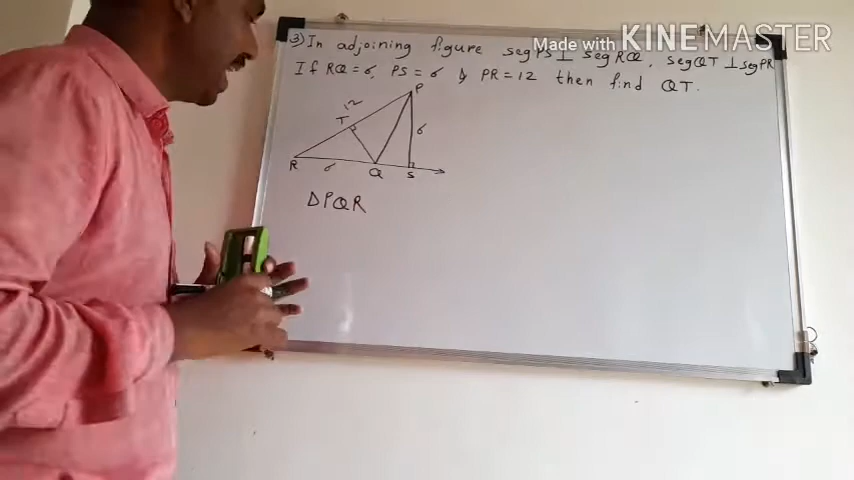 Made with KINEMASTER
3) In adjoining figure seg PS ⊥ seg RQ, seg QT ⊥ seg PR
If RQ = 6, PS = 6 & PR = 12 then find QT.
P
12
T
6
R
6
Q
S
△PQR